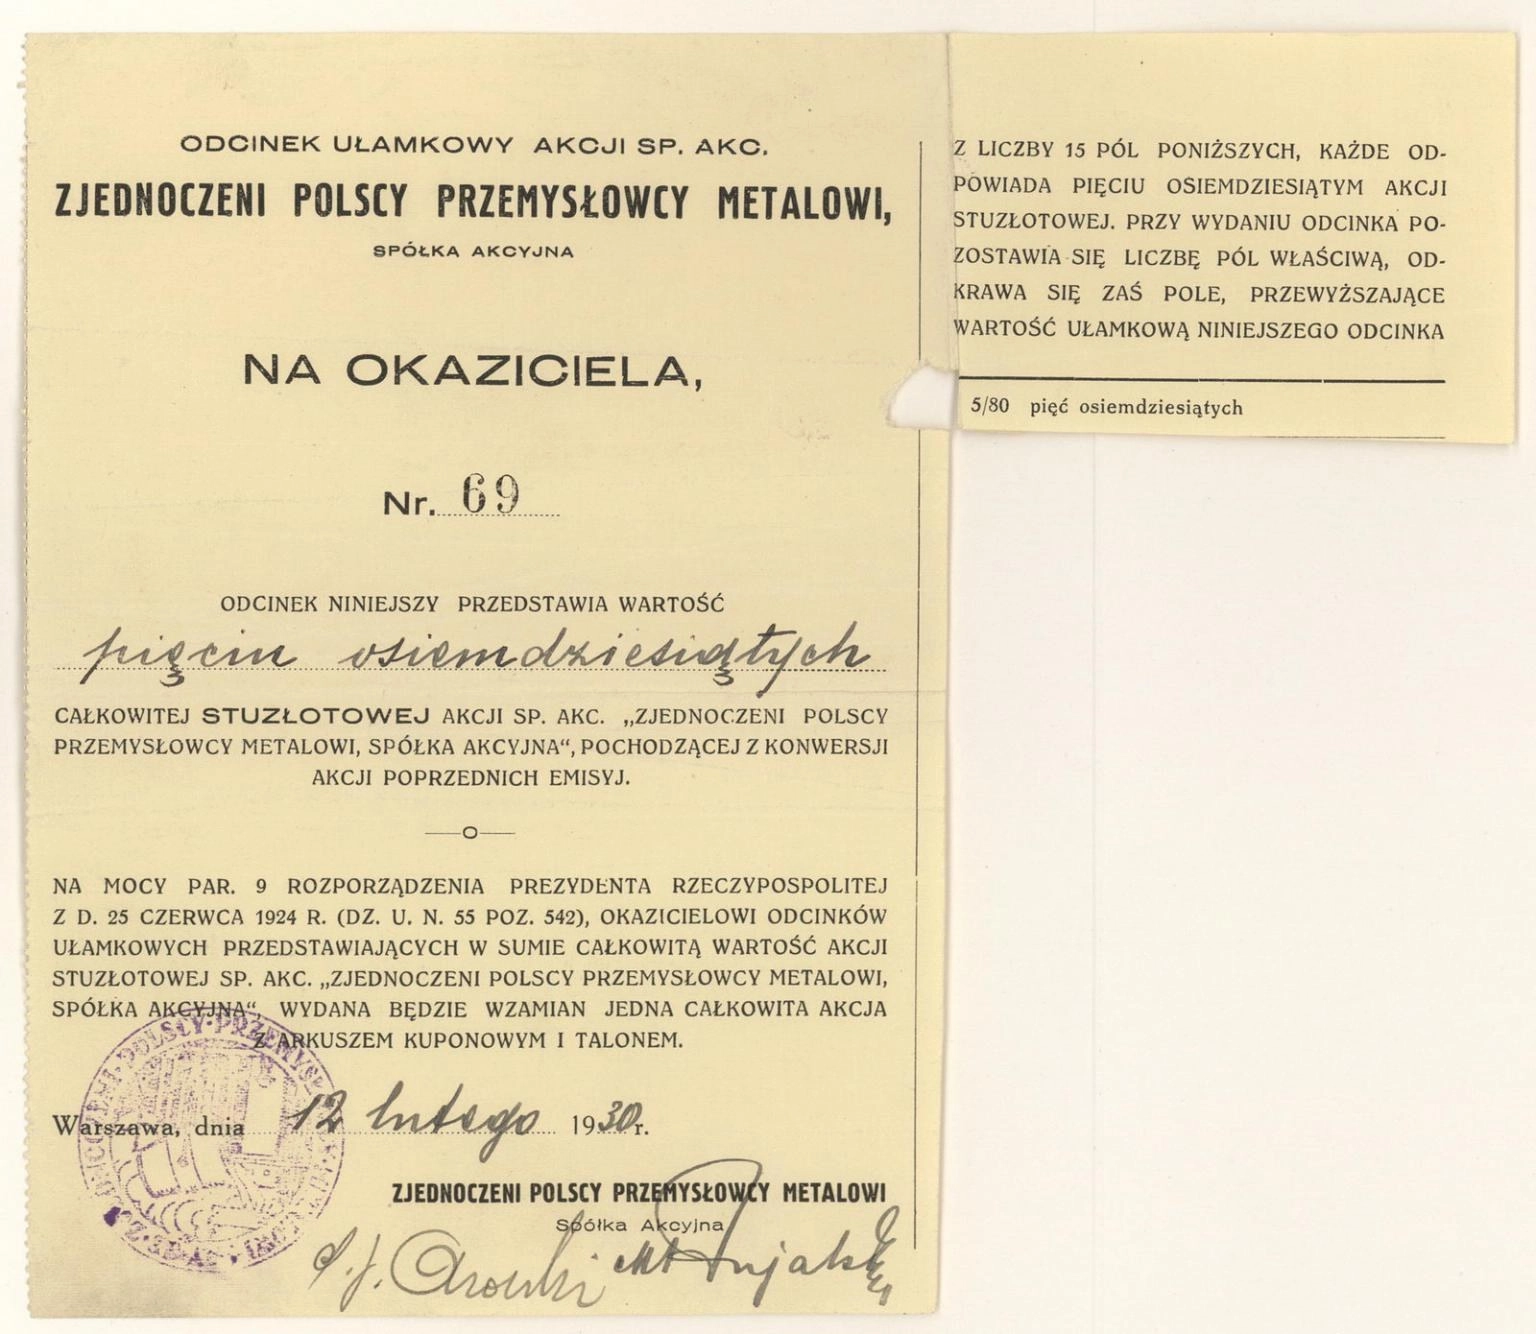 ODCINEK UŁAMKOWY AKCJI SP. AKC.
ZJEDNOCZENI POLSCY PRZEMYSŁOWCY METALOWI,
SPÓŁKA AKCYJNA
NA OKAZICIELA,
Nr. 69
ODCINEK NINIEJSZY PRZEDSTAWIA WARTOŚĆ
pięciu osiemdziesiątych
CAŁKOWITEJ STUZŁOTOWEJ AKCJI SP. AKC. „ZJEDNOCZENI POLSCY
PRZEMYSŁOWCY METALOWI, SPÓŁKA AKCYJNA“, POCHODZĄCEJ Z KONWERSJI
AKCJI POPRZEDNICH EMISYJ.
NA MOCY PAR. 9 ROZPORZĄDZENIA PREZYDENTA RZECZYPOSPOLITEJ
Z D. 25 CZERWCA 1924 R. (DZ. U. N. 55 POZ. 542), OKAZICIELOWI ODCINKÓW
UŁAMKOWYCH PRZEDSTAWIAJĄCYCH W SUMIE CAŁKOWITĄ WARTOŚĆ AKCJI
STUZŁOTOWEJ SP. AKC. „ZJEDNOCZENI POLSCY PRZEMYSŁOWCY METALOWI,
SPÓŁKA AKCYJNA“, WYDANA BĘDZIE WZAMIAN JEDNA CAŁKOWITA AKCJA
Z ARKUSZEM KUPONOWYM I TALONEM.
Warszawa, dnia 12 lutego 1930 r.
ZJEDNOCZENI POLSCY PRZEMYSŁOWCY METALOWI
Spółka Akcyjna
Z LICZBY 15 PÓL PONIŻSZYCH, KAŻDE OD-
POWIADA PIĘCIU OSIEMDZIESIĄTYM AKCJI
STUZŁOTOWEJ. PRZY WYDANIU ODCINKA PO-
ZOSTAWIA SIĘ LICZBĘ PÓL WŁAŚCIWĄ, OD-
KRAWA SIĘ ZAŚ POLE, PRZEWYŻSZAJĄCE
WARTOŚĆ UŁAMKOWĄ NINIEJSZEGO ODCINKA
5/80 pięć osiemdziesiątych